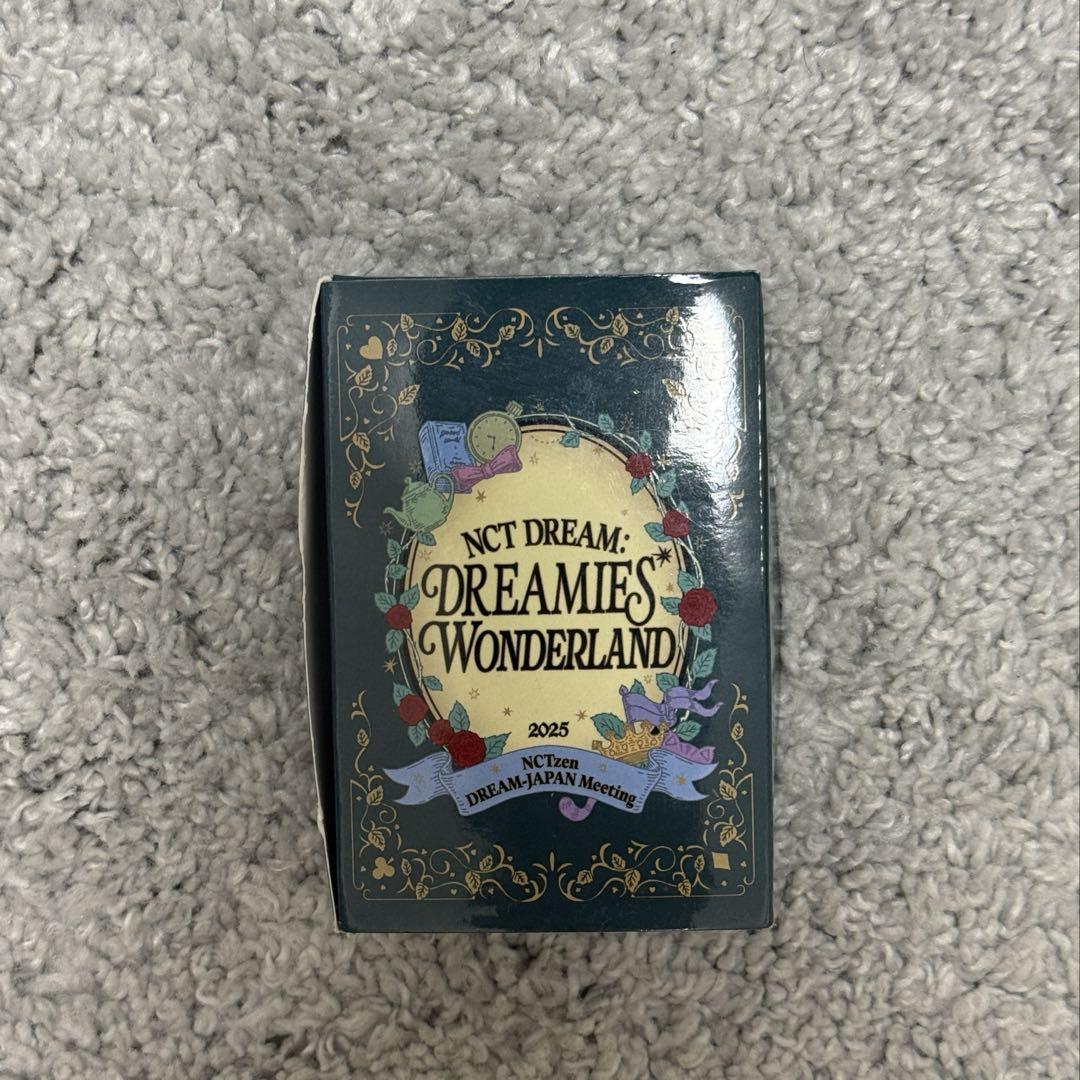 NCT DREAM:
DREAMIES
WONDERLAND
2025
NCTzen
DREAM-JAPAN Meeting